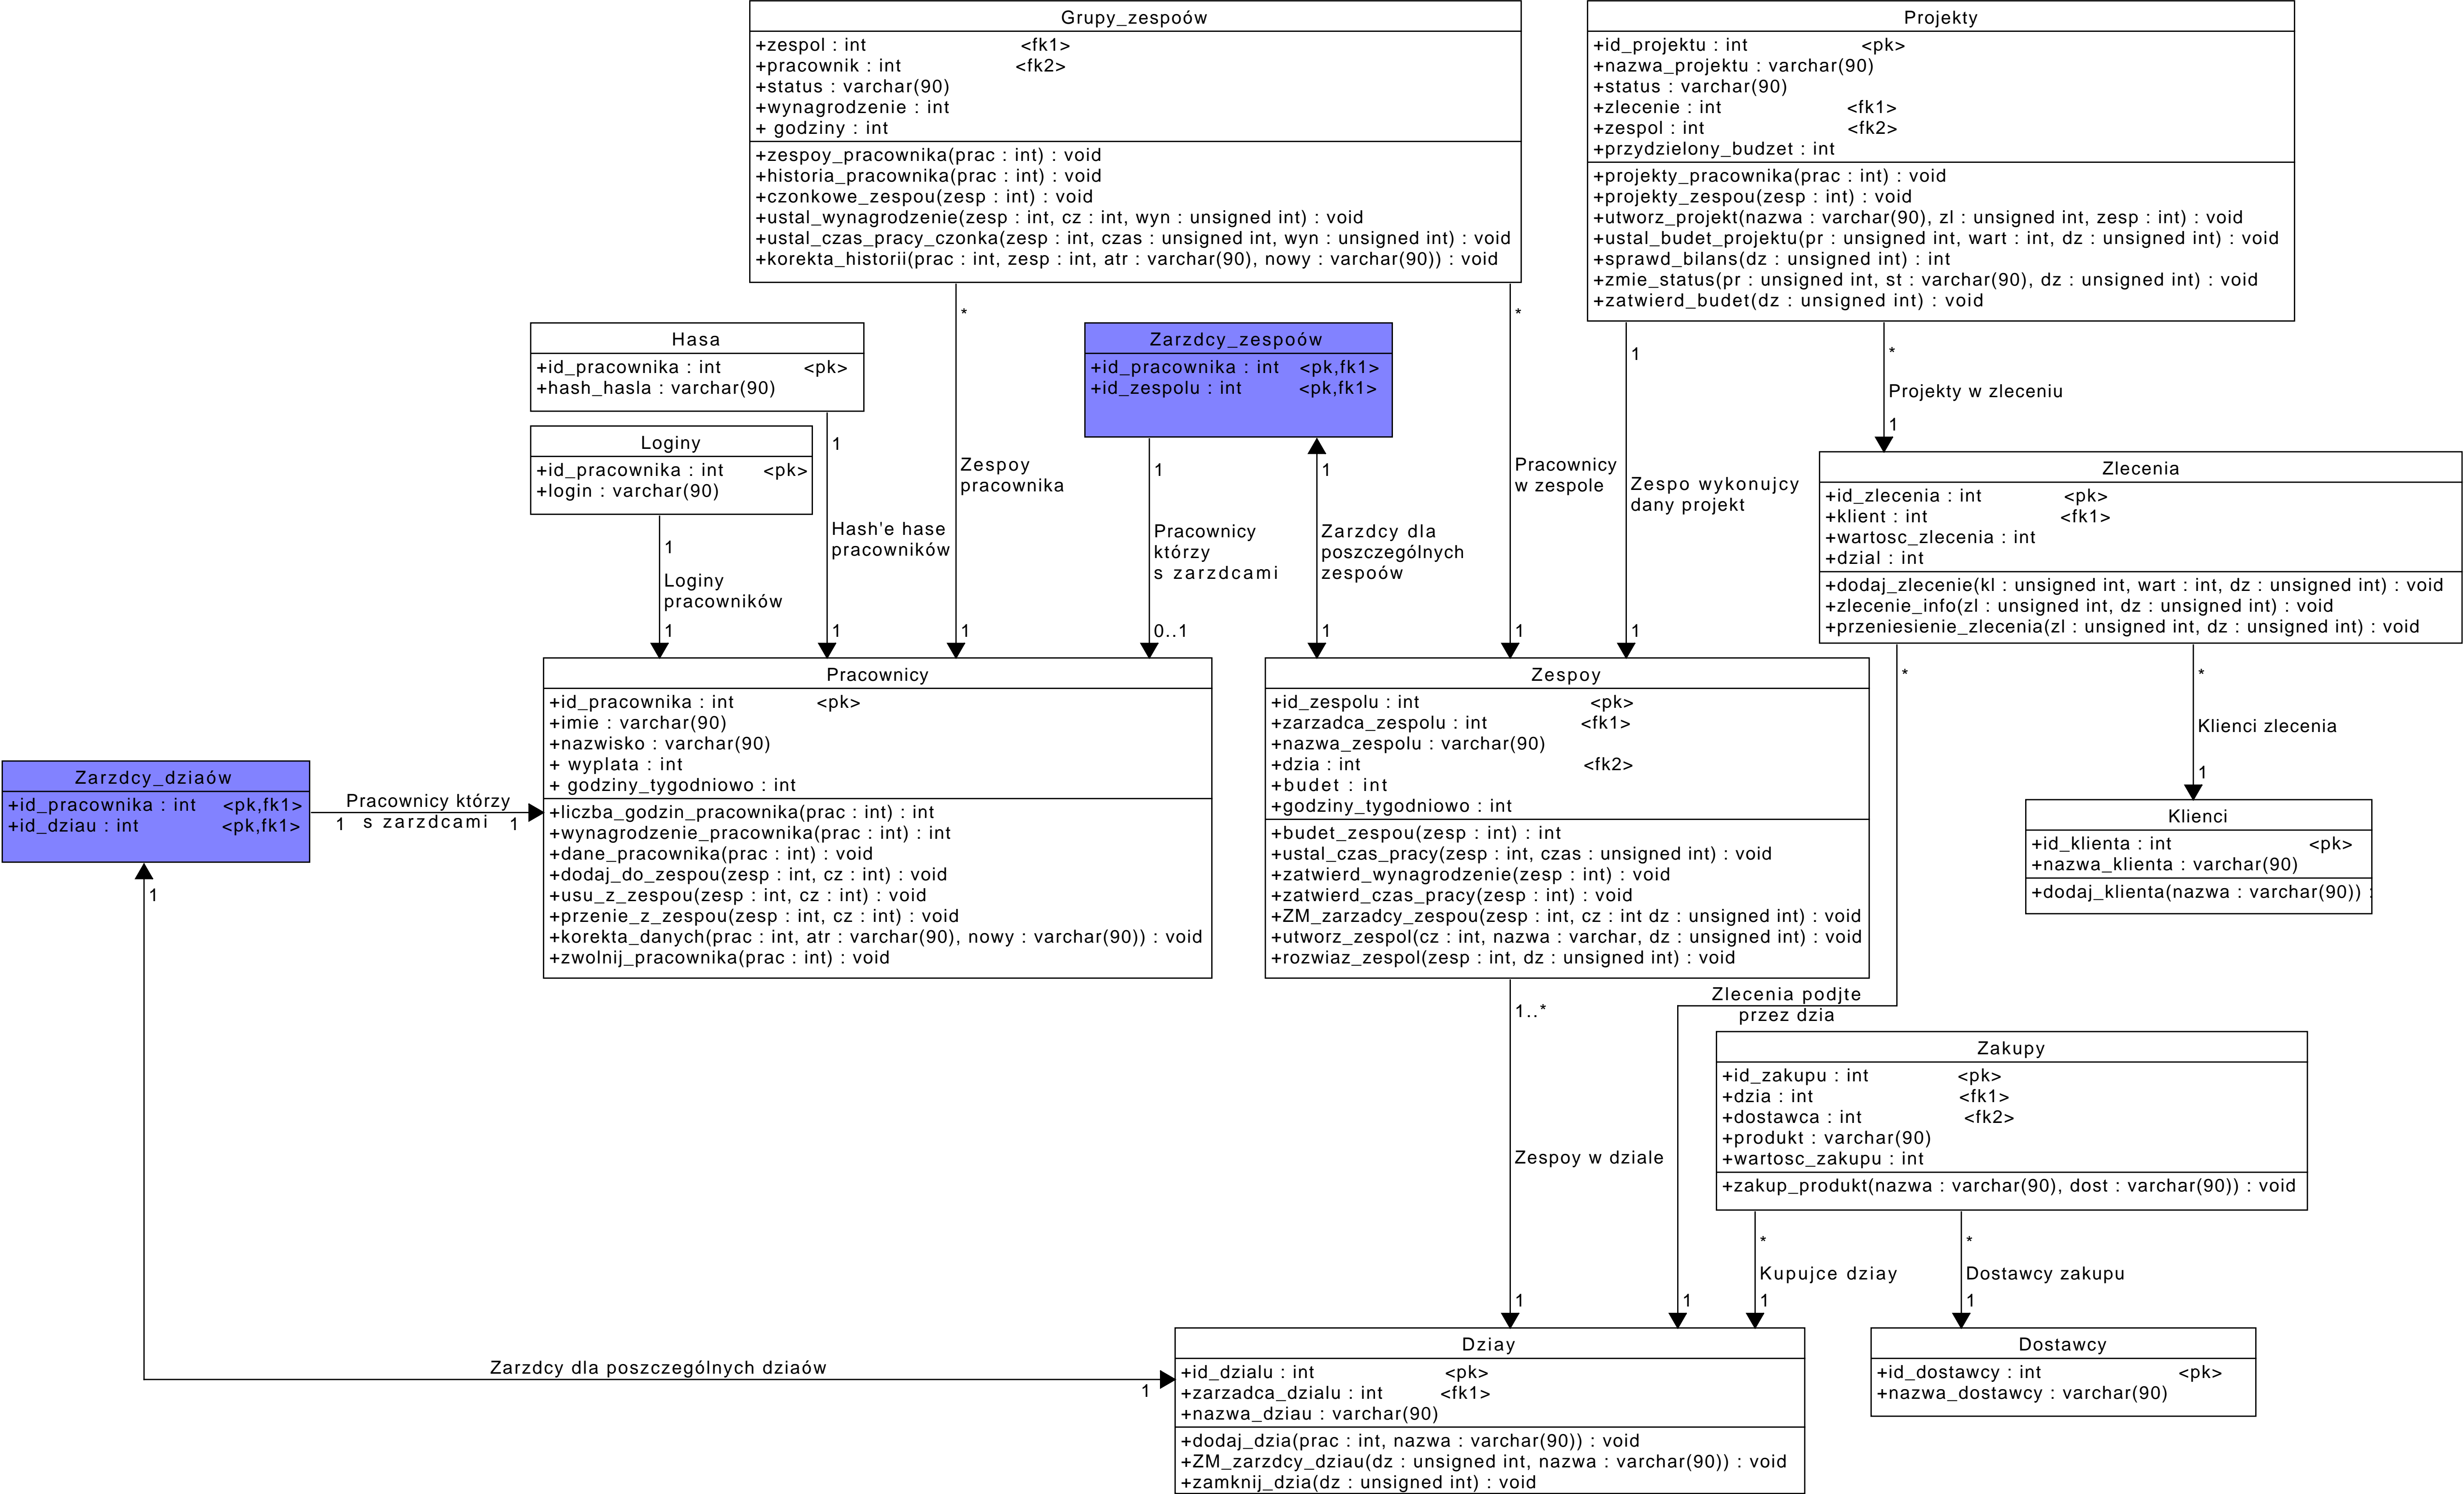 Grupy_zespoów
+zespol : int <fk1>
+pracownik : int <fk2>
+status : varchar(90)
+wynagrodzenie : int
+ godziny : int
+zespoy_pracownika(prac : int) : void
+historia_pracownika(prac : int) : void
+czonkowe_zespou(zesp : int) : void
+ustal_wynagrodzenie(zesp : int, cz : int, wyn : unsigned int) : void
+ustal_czas_pracy_czonka(zesp : int, czas : unsigned int, wyn : unsigned int) : void
+korekta_historii(prac : int, zesp : int, atr : varchar(90), nowy : varchar(90)) : void
Projekty
+id_projektu : int <pk>
+nazwa_projektu : varchar(90)
+status : varchar(90)
+zlecenie : int <fk1>
+zespol : int <fk2>
+przydzielony_budzet : int
+projekty_pracownika(prac : int) : void
+projekty_zespou(zesp : int) : void
+utworz_projekt(nazwa : varchar(90), zl : unsigned int, zesp : int) : void
+ustal_budet_projektu(pr : unsigned int, wart : int, dz : unsigned int) : void
+sprawd_bilans(dz : unsigned int) : int
+zmie_status(pr : unsigned int, st : varchar(90), dz : unsigned int) : void
+zatwierd_budet(dz : unsigned int) : void
Hasa
+id_pracownika : int <pk>
+hash_hasla : varchar(90)
Loginy
+id_pracownika : int <pk>
+login : varchar(90)
Zarzdcy_zespoów
+id_pracownika : int <pk,fk1>
+id_zespolu : int <pk,fk1>
1
Loginy
pracowników
1
1
Hash'e hase
pracowników
1
*
Zespoy
pracownika
1
1
Pracownicy
którzy
s zarzdcami
0..1
1
Zarzdcy dla
poszczególnych
zespoów
1
*
Pracownicy
w zespole
1
1
Zespo wykonujcy
dany projekt
1
*
Projekty w zleceniu
1
Zlecenia
+id_zlecenia : int <pk>
+klient : int <fk1>
+wartosc_zlecenia : int
+dzial : int
+dodaj_zlecenie(kl : unsigned int, wart : int, dz : unsigned int) : void
+zlecenie_info(zl : unsigned int, dz : unsigned int) : void
+przeniesienie_zlecenia(zl : unsigned int, dz : unsigned int) : void
Zarzdcy_dziaów
+id_pracownika : int <pk,fk1>
+id_dziau : int <pk,fk1>
Pracownicy którzy
1 s zarzdcami 1
1
Pracownicy
+id_pracownika : int <pk>
+imie : varchar(90)
+nazwisko : varchar(90)
+ wyplata : int
+ godziny_tygodniowo : int
+liczba_godzin_pracownika(prac : int) : int
+wynagrodzenie_pracownika(prac : int) : int
+dane_pracownika(prac : int) : void
+dodaj_do_zespou(zesp : int, cz : int) : void
+usu_z_zespou(zesp : int, cz : int) : void
+przenie_z_zespou(zesp : int, cz : int) : void
+korekta_danych(prac : int, atr : varchar(90), nowy : varchar(90)) : void
+zwolnij_pracownika(prac : int) : void
Zespoy
+id_zespolu : int <pk>
+zarzadca_zespolu : int <fk1>
+nazwa_zespolu : varchar(90)
+dzia : int <fk2>
+budet : int
+godziny_tygodniowo : int
+budet_zespou(zesp : int) : int
+ustal_czas_pracy(zesp : int, czas : unsigned int) : void
+zatwierd_wynagrodzenie(zesp : int) : void
+zatwierd_czas_pracy(zesp : int) : void
+ZM_zarzadcy_zespou(zesp : int, cz : int dz : unsigned int) : void
+utworz_zespol(cz : int, nazwa : varchar, dz : unsigned int) : void
+rozwiaz_zespol(zesp : int, dz : unsigned int) : void
*
Zlecenia podjte
przez dzia
1
*
Klienci zlecenia
1
Klienci
+id_klienta : int <pk>
+nazwa_klienta : varchar(90)
+dodaj_klienta(nazwa : varchar(90)) :
1..*
Zespoy w dziale
1
Zakupy
+id_zakupu : int <pk>
+dzia : int <fk1>
+dostawca : int <fk2>
+produkt : varchar(90)
+wartosc_zakupu : int
+zakup_produkt(nazwa : varchar(90), dost : varchar(90)) : void
*
Kupujce dziay
1
*
Dostawcy zakupu
1
Zarzdcy dla poszczególnych dziaów
1
Dziay
+id_dzialu : int <pk>
+zarzadca_dzialu : int <fk1>
+nazwa_dziau : varchar(90)
+dodaj_dzia(prac : int, nazwa : varchar(90)) : void
+ZM_zarzdcy_dziau(dz : unsigned int, nazwa : varchar(90)) : void
+zamknij_dzia(dz : unsigned int) : void
Dostawcy
+id_dostawcy : int <pk>
+nazwa_dostawcy : varchar(90)